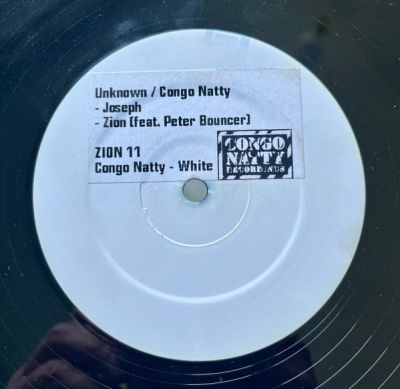 Unknown / Congo Natty
- Joseph
- Zion (feat. Peter Bouncer)
ZION 11
Congo Natty - White
CONGO
NATTY
RECORDINGS